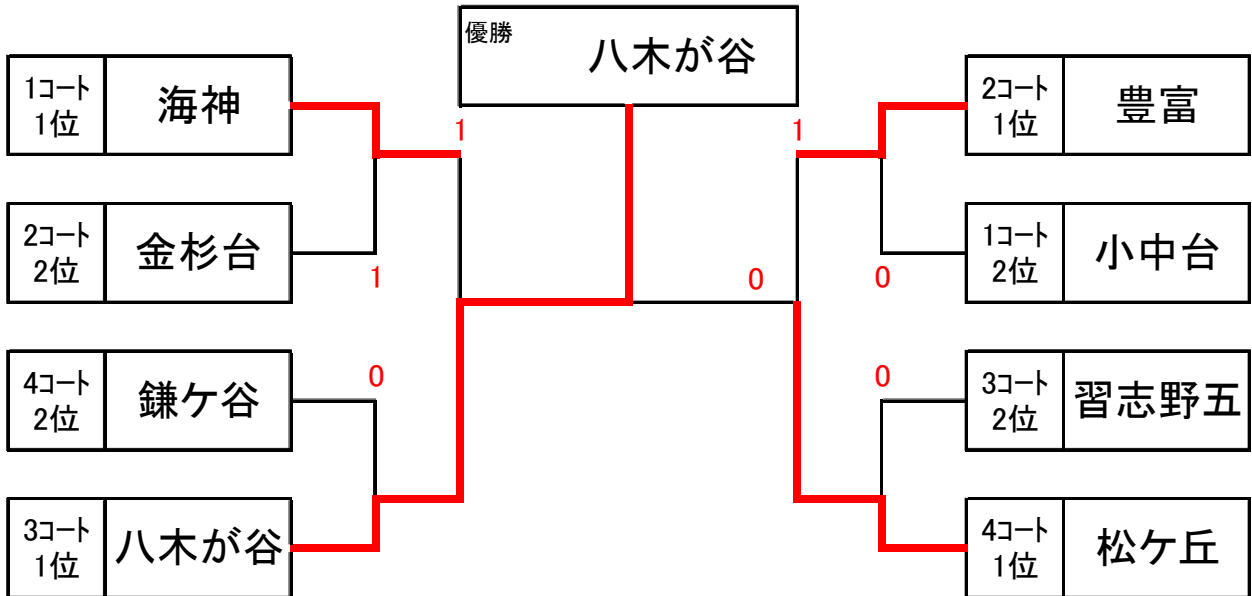 優勝
八木が谷
1コート
1位
海神
2コート
1位
豊富
1
1
2コート
2位
金杉台
1コート
2位
小中台
1
0
0
4コート
2位
鎌ケ谷
0
0
3コート
2位
習志野五
3コート
1位
八木が谷
4コート
1位
松ケ丘